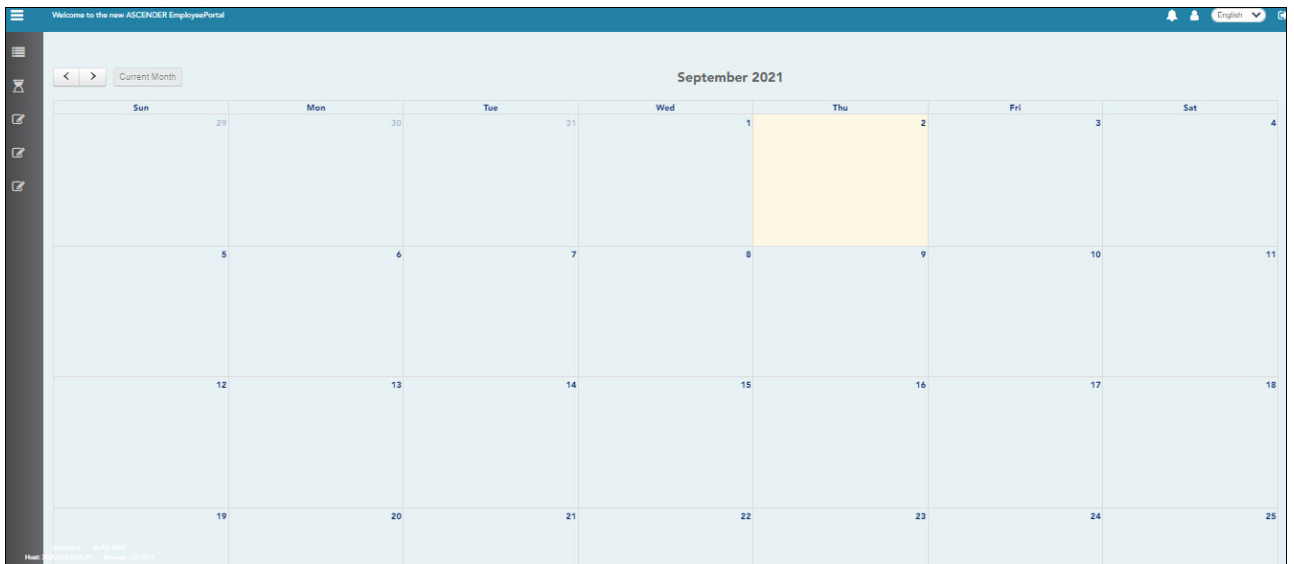 Welcome to the new ASCENDER EmployeePortal English
Current Month September 2021
Sun Mon Tue Wed Thu Fri Sat
29 30 31 1 2 3 4
5 6 7 8 9 10 11
12 13 14 15 16 17 18
19 20 21 22 23 24 25
Host: